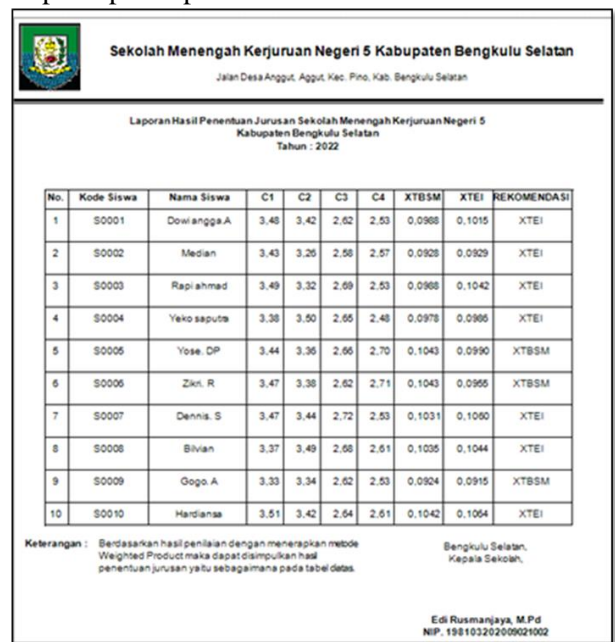 Sekolah Menengah Kerjuruan Negeri 5 Kabupaten Bengkulu Selatan
Jalan Desa Anggut, Aggut, Kec. Pino, Kab. Bengkulu Selatan
Laporan Hasil Penentuan Jurusan Sekolah Menengah Kerjuruan Negeri 5
Kabupaten Bengkulu Selatan
Tahun : 2022
No. Kode Siswa Nama Siswa C1 C2 C3 C4 XTBSM XTEI REKOMENDASI
1 S0001 Dowi angga.A 3,48 3,42 2,62 2,53 0,0988 0,1015 XTEI
2 S0002 Median 3,43 3,26 2,58 2,57 0,0928 0,0929 XTEI
3 S0003 Rapi ahmad 3,49 3,32 2,69 2,53 0,0988 0,1042 XTEI
4 S0004 Yeko saputra 3,38 3,50 2,65 2,48 0,0978 0,0986 XTEI
5 S0005 Yose. DP 3,44 3,36 2,66 2,70 0,1043 0,0990 XTBSM
6 S0006 Zikri. R 3,47 3,38 2,62 2,71 0,1043 0,0966 XTBSM
7 S0007 Dennis. S 3,47 3,44 2,72 2,53 0,1031 0,1060 XTEI
8 S0008 Bilvian 3,37 3,49 2,68 2,61 0,1035 0,1044 XTEI
9 S0009 Gogo. A 3,33 3,34 2,62 2,53 0,0924 0,0915 XTBSM
10 S0010 Hardiansa 3,51 3,42 2,64 2,61 0,1042 0,1064 XTEI
Keterangan : Berdasarkan hasil penilaian dengan menerapkan metode
Weighted Product maka dapat disimpulkan hasil
penentuan jurusan yaitu sebagaimana pada tabel diatas.
Bengkulu Selatan,
Kepala Sekolah,
Edi Rusmanjaya, M.Pd
NIP. 198103202009021002